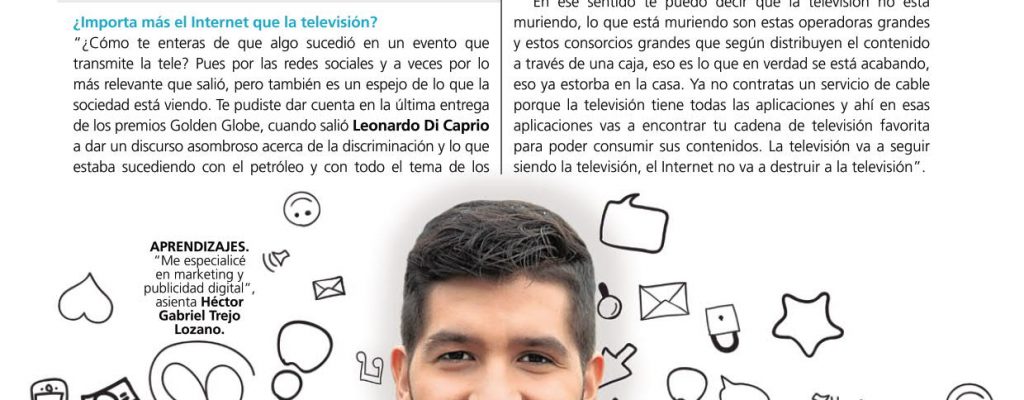 ¿Importa más el Internet que la televisión?
“¿Cómo te enteras de que algo sucedió en un evento que
transmite la tele? Pues por las redes sociales y a veces por lo
más relevante que salió, pero también es un espejo de lo que la
sociedad está viendo. Te pudiste dar cuenta en la última entrega
de los premios Golden Globe, cuando salió Leonardo Di Caprio
a dar un discurso asombroso acerca de la discriminación y lo que
estaba sucediendo con el petróleo y con todo el tema de los
En ese sentido te puedo decir que la televisión no está
muriendo, lo que está muriendo son estas operadoras grandes
y estos consorcios grandes que según distribuyen el contenido
a través de una caja, eso es lo que en verdad se está acabando,
eso ya estorba en la casa. Ya no contratas un servicio de cable
porque la televisión tiene todas las aplicaciones y ahí en esas
aplicaciones vas a encontrar tu cadena de televisión favorita
para poder consumir sus contenidos. La televisión va a seguir
siendo la televisión, el Internet no va a destruir a la televisión”.
APRENDIZAJES.
“Me especialicé
en marketing y
publicidad digital“,
asienta Héctor
Gabriel Trejo
Lozano.